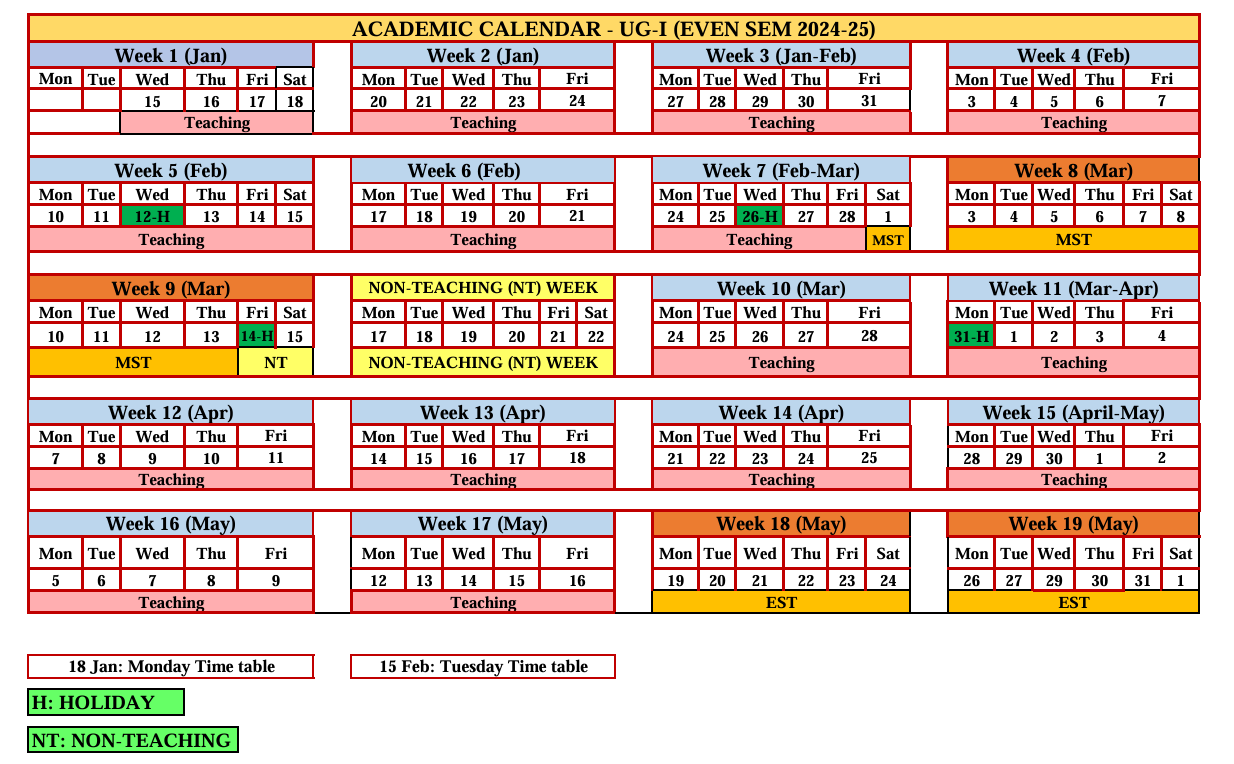 ACADEMIC CALENDAR - UG-I (EVEN SEM 2024-25)
Week 1 (Jan) Week 2 (Jan) Week 3 (Jan-Feb) Week 4 (Feb)
Mon Tue Wed Thu Fri Sat Mon Tue Wed Thu Fri Mon Tue Wed Thu Fri Mon Tue Wed Thu Fri
15 16 17 18 20 21 22 23 24 27 28 29 30 31 3 4 5 6 7
Teaching Teaching Teaching Teaching
Week 5 (Feb) Week 6 (Feb) Week 7 (Feb-Mar) Week 8 (Mar)
Mon Tue Wed Thu Fri Sat Mon Tue Wed Thu Fri Mon Tue Wed Thu Fri Sat Mon Tue Wed Thu Fri Sat
10 11 12-H 13 14 15 17 18 19 20 21 24 25 26-H 27 28 1 3 4 5 6 7 8
Teaching Teaching Teaching MST MST
Week 9 (Mar) NON-TEACHING (NT) WEEK Week 10 (Mar) Week 11 (Mar-Apr)
Mon Tue Wed Thu Fri Sat Mon Tue Wed Thu Fri Sat Mon Tue Wed Thu Fri Mon Tue Wed Thu Fri
10 11 12 13 14-H 15 17 18 19 20 21 22 24 25 26 27 28 31-H 1 2 3 4
MST NT NON-TEACHING (NT) WEEK Teaching Teaching
Week 12 (Apr) Week 13 (Apr) Week 14 (Apr) Week 15 (April-May)
Mon Tue Wed Thu Fri Mon Tue Wed Thu Fri Mon Tue Wed Thu Fri Mon Tue Wed Thu Fri
7 8 9 10 11 14 15 16 17 18 21 22 23 24 25 28 29 30 1 2
Teaching Teaching Teaching Teaching
Week 16 (May) Week 17 (May) Week 18 (May) Week 19 (May)
Mon Tue Wed Thu Fri Mon Tue Wed Thu Fri Mon Tue Wed Thu Fri Sat Mon Tue Wed Thu Fri Sat
5 6 7 8 9 12 13 14 15 16 19 20 21 22 23 24 26 27 29 30 31 1
Teaching Teaching EST EST
18 Jan: Monday Time table 15 Feb: Tuesday Time table
H: HOLIDAY
NT: NON-TEACHING